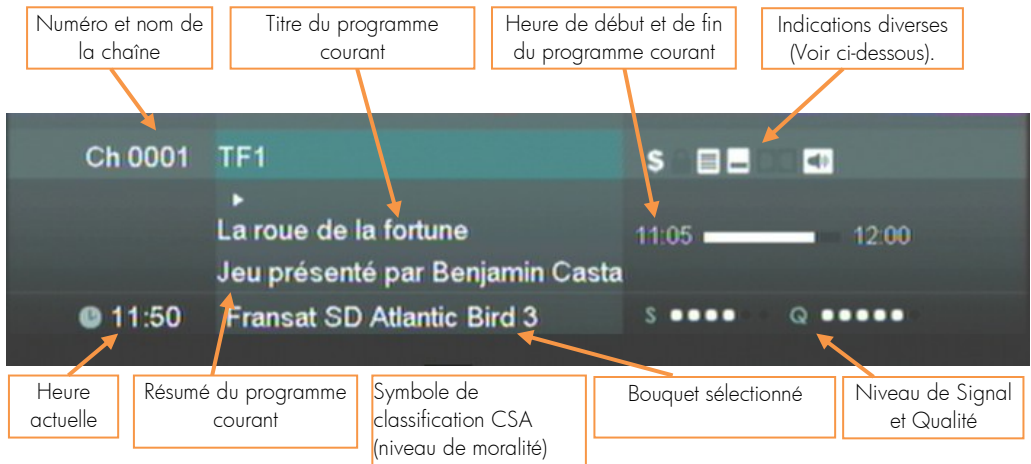 Numéro et nom de
la chaîne
Titre du programme
courant
Heure de début et de fin
du programme courant
Indications diverses
(Voir ci-dessous).
Ch 0001 TF1 $
La roue de la fortune
11:05 12:00
Jeu présenté par Benjamin Casta
11:50 Fransat SD Atlantic Bird 3 S Q
Heure
actuelle
Résumé du programme
courant
Symbole de
classification CSA
(niveau de moralité)
Bouquet sélectionné
Niveau de Signal
et Qualité